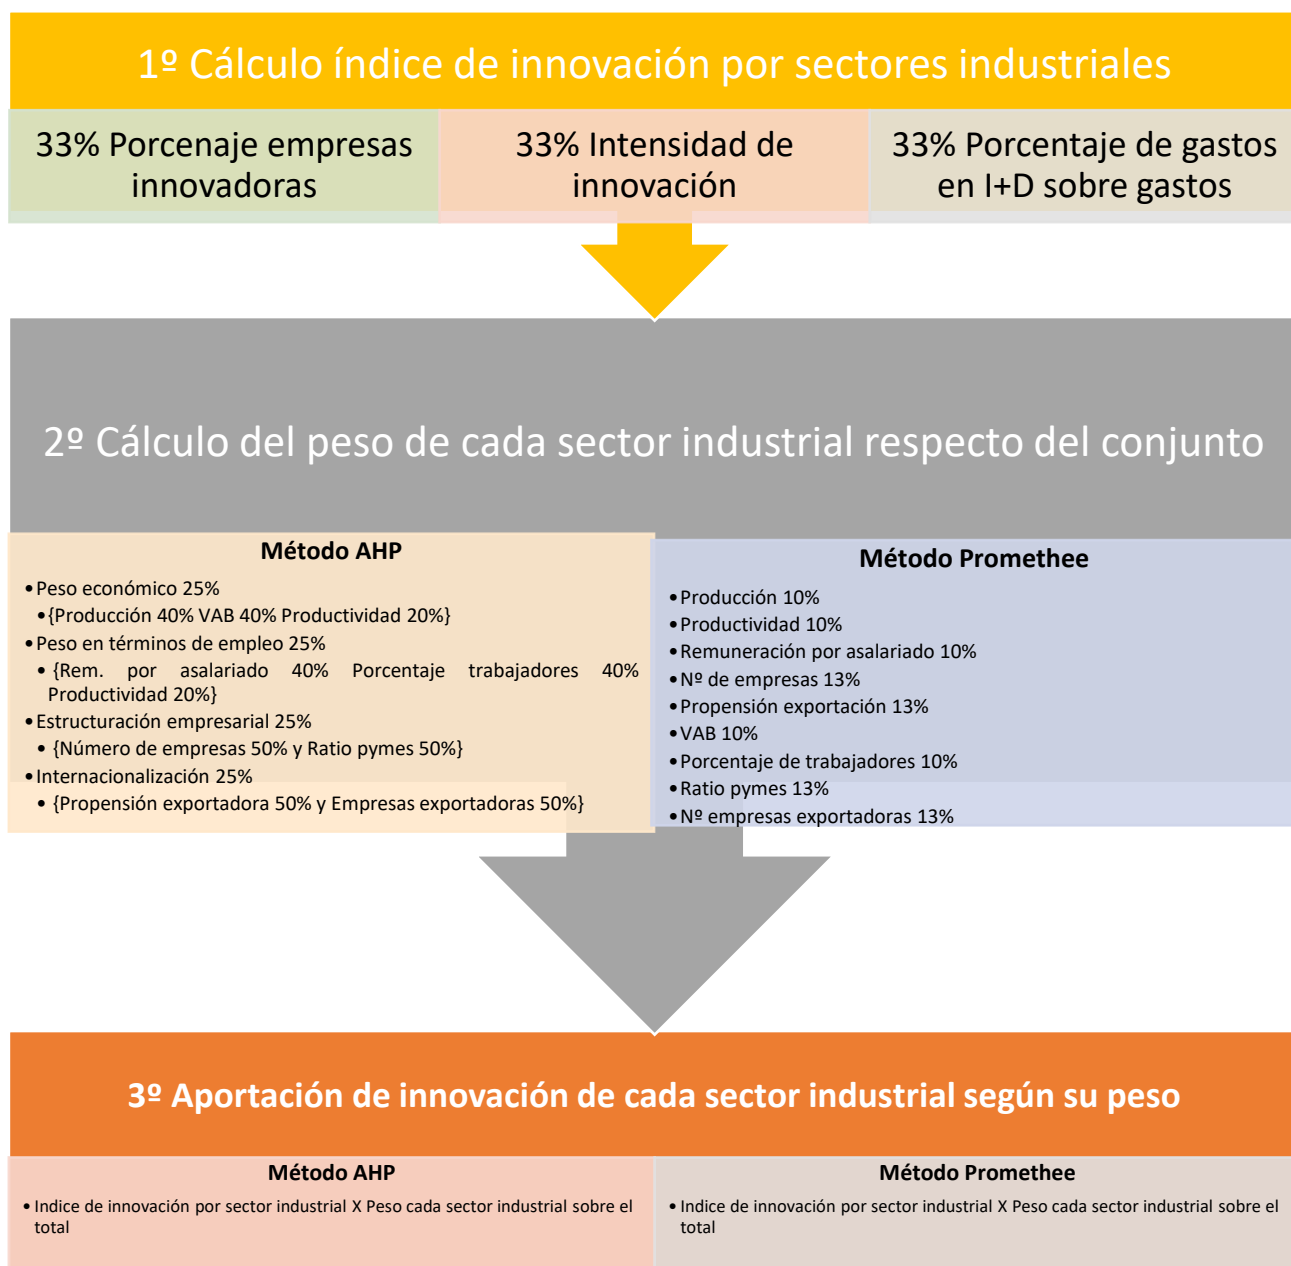 1º Cálculo índice de innovación por sectores industriales
33% Porcenaje empresas
innovadoras
33% Intensidad de
innovación
33% Porcentaje de gastos
en I+D sobre gastos
2º Cálculo del peso de cada sector industrial respecto del conjunto
Método AHP
•Peso económico 25%
•{Producción 40% VAB 40% Productividad 20%}
•Peso en términos de empleo 25%
• {Rem. por asalariado 40% Porcentaje trabajadores 40%
Productividad 20%}
•Estructuración empresarial 25%
• {Número de empresas 50% y Ratio pymes 50%}
•Internacionalización 25%
• {Propensión exportadora 50% y Empresas exportadoras 50%}
Método Promethee
•Producción 10%
•Productividad 10%
•Remuneración por asalariado 10%
•Nº de empresas 13%
•Propensión exportación 13%
•VAB 10%
•Porcentaje de trabajadores 10%
•Ratio pymes 13%
•Nº empresas exportadoras 13%
3º Aportación de innovación de cada sector industrial según su peso
Método AHP
• Indice de innovación por sector industrial X Peso cada sector industrial sobre el
total
Método Promethee
• Indice de innovación por sector industrial X Peso cada sector industrial sobre el
total